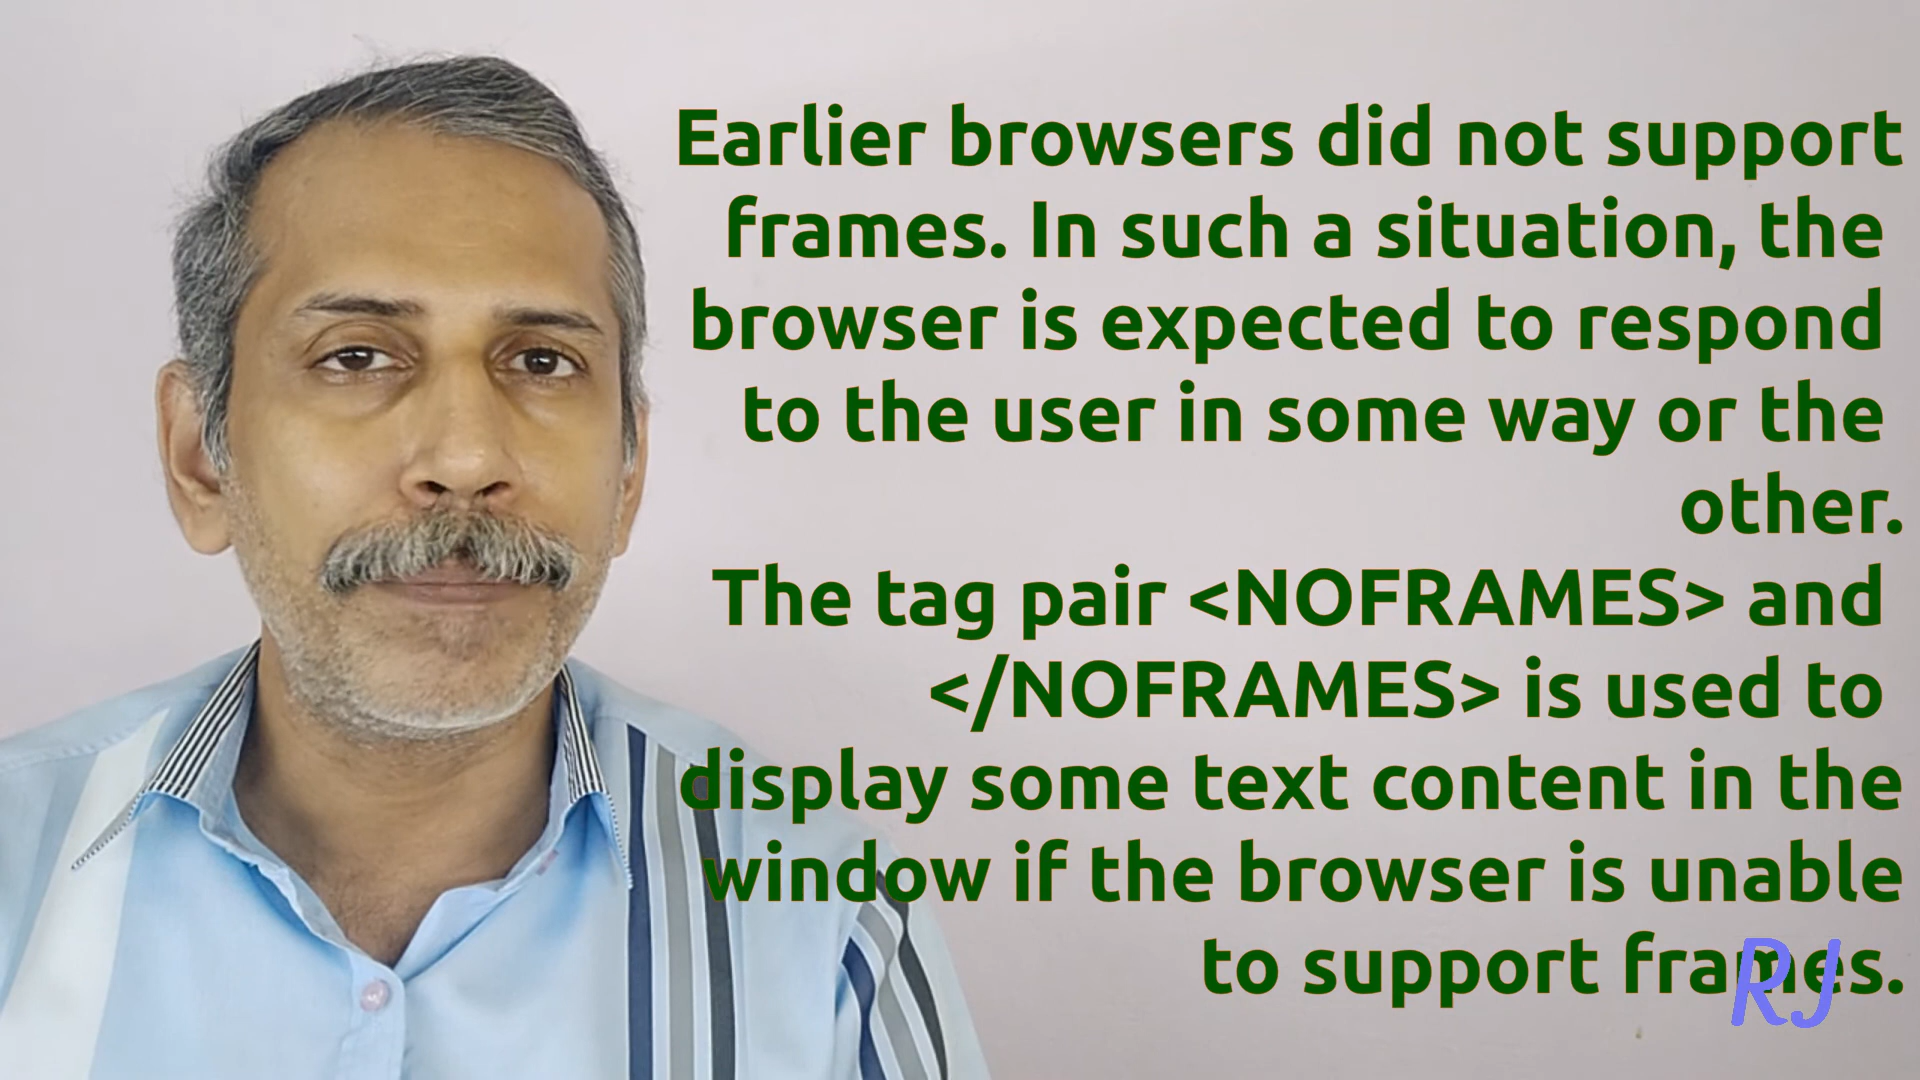 Earlier browsers did not support
frames. In such a situation, the
browser is expected to respond
to the user in some way or the
other.
The tag pair <NOFRAMES> and
</NOFRAMES> is used to
display some text content in the
window if the browser is unable
to support frames.
RJ